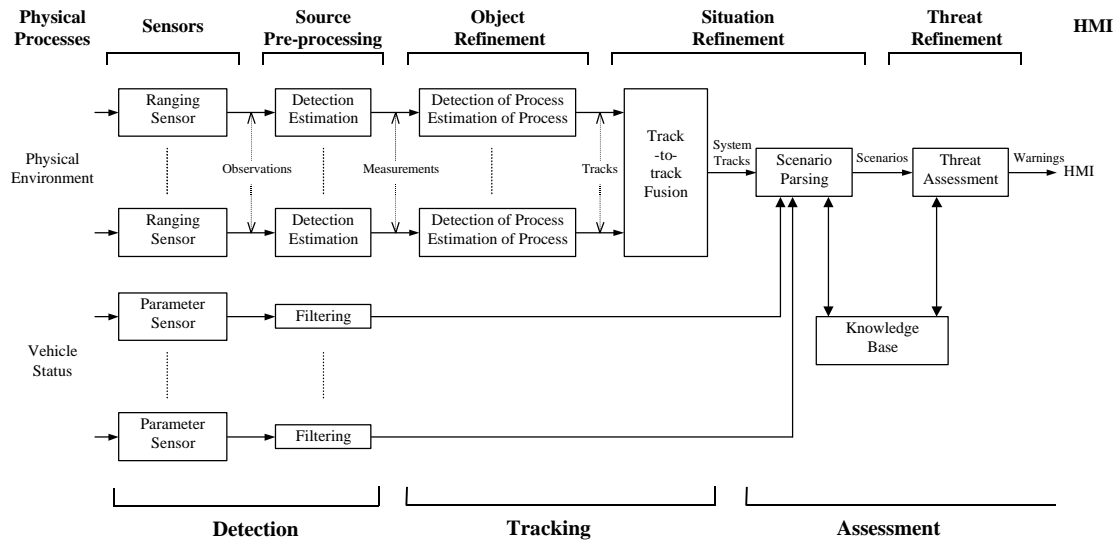 Physical
Processes
Sensors
Source
Pre-processing
Object
Refinement
Situation
Refinement
Threat
Refinement
HMI
Ranging
Sensor
Detection
Estimation
Detection of Process
Estimation of Process
Track
-to-
track
Fusion
Physical
Environment
Observations
Measurements
Tracks
System
Tracks
Scenario
Parsing
Scenarios
Threat
Assessment
Warnings
HMI
Ranging
Sensor
Detection
Estimation
Detection of Process
Estimation of Process
Parameter
Sensor
Filtering
Knowledge
Base
Vehicle
Status
Parameter
Sensor
Filtering
Detection
Tracking
Assessment